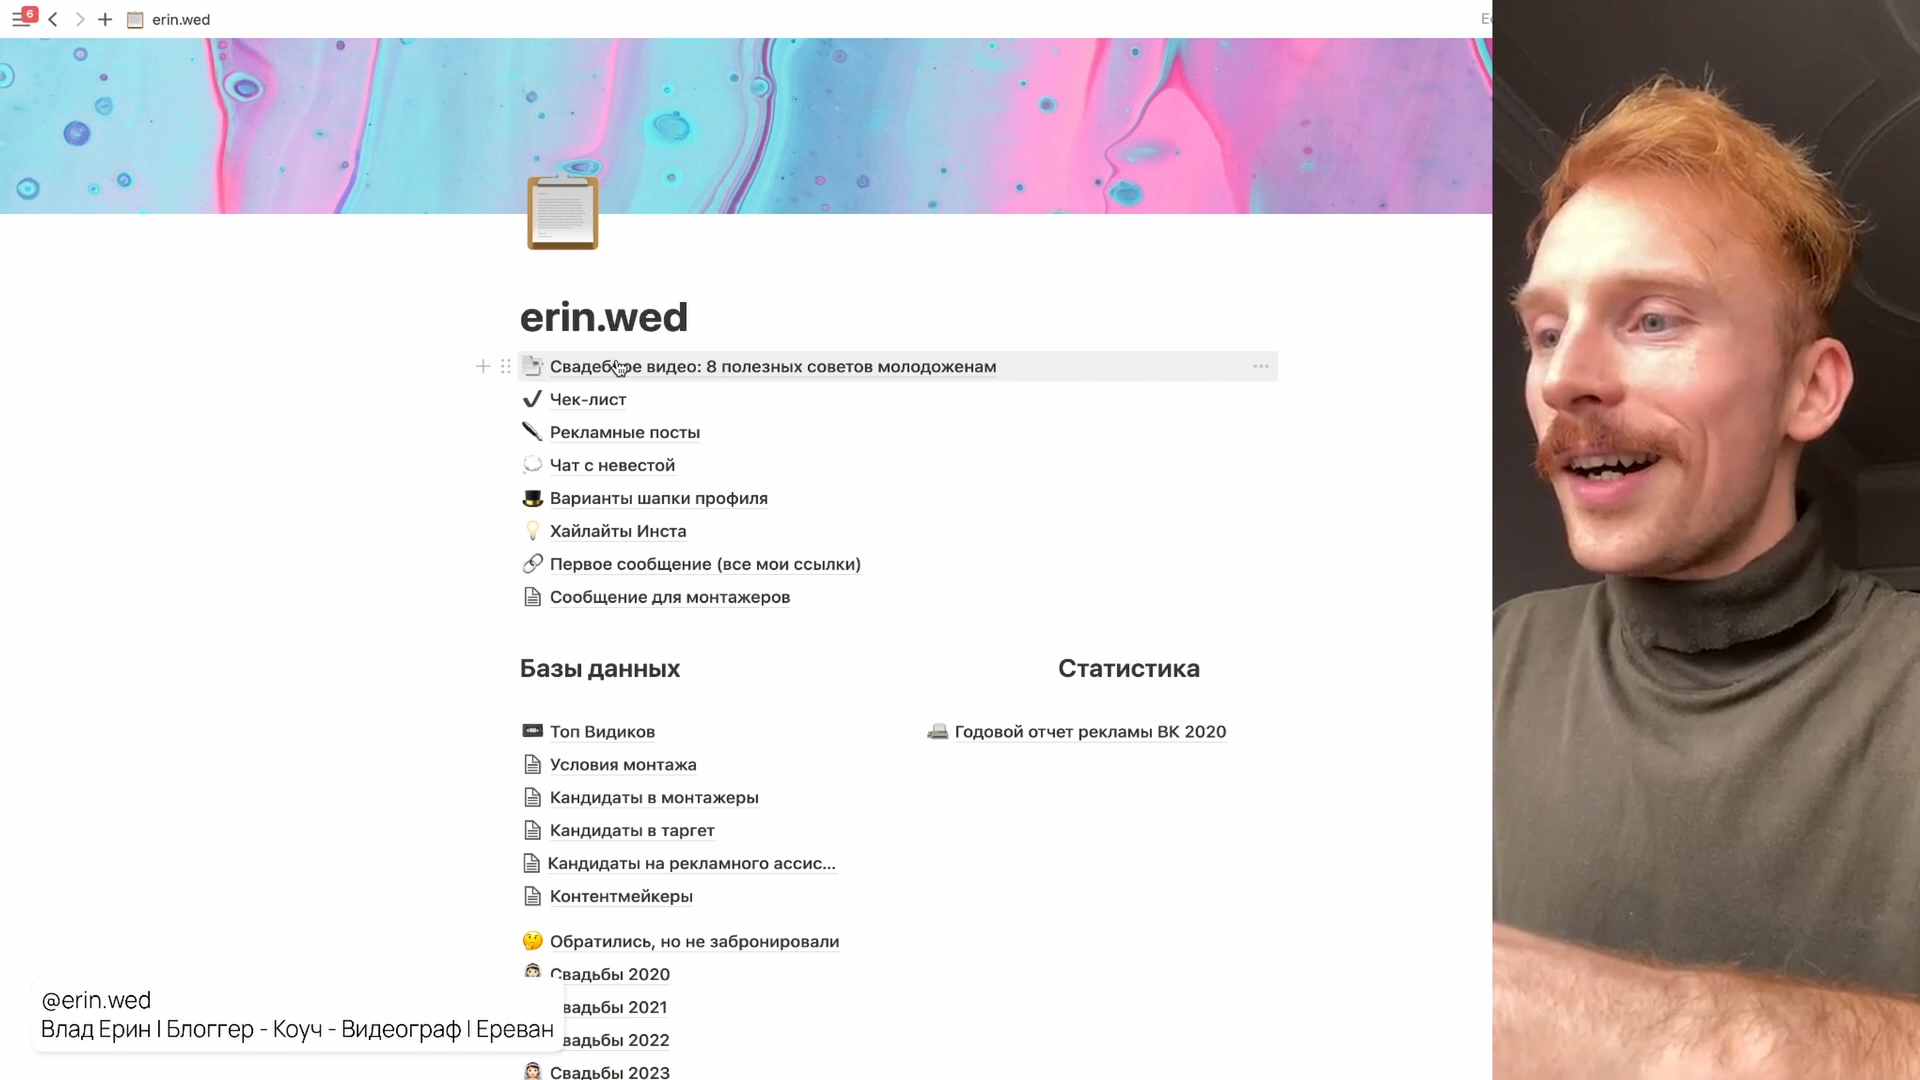 6
erin.wed
erin.wed
Свадебное видео: 8 полезных советов молодоженам
Чек-лист
Рекламные посты
Чат с невестой
Варианты шапки профиля
Хайлайты Инста
Первое сообщение (все мои ссылки)
Сообщение для монтажеров
Базы данных
Статистика
Топ Видиков
Годовой отчет рекламы ВК 2020
Условия монтажа
Кандидаты в монтажеры
Кандидаты в таргет
Кандидаты на рекламного ассис...
Контентмейкеры
Обратились, но не забронировали
Свадьбы 2020
вадьбы 2021
вадьбы 2022
Свадьбы 2023
@erin.wed
Влад Ерин | Блоггер - Коуч - Видеограф | Ереван